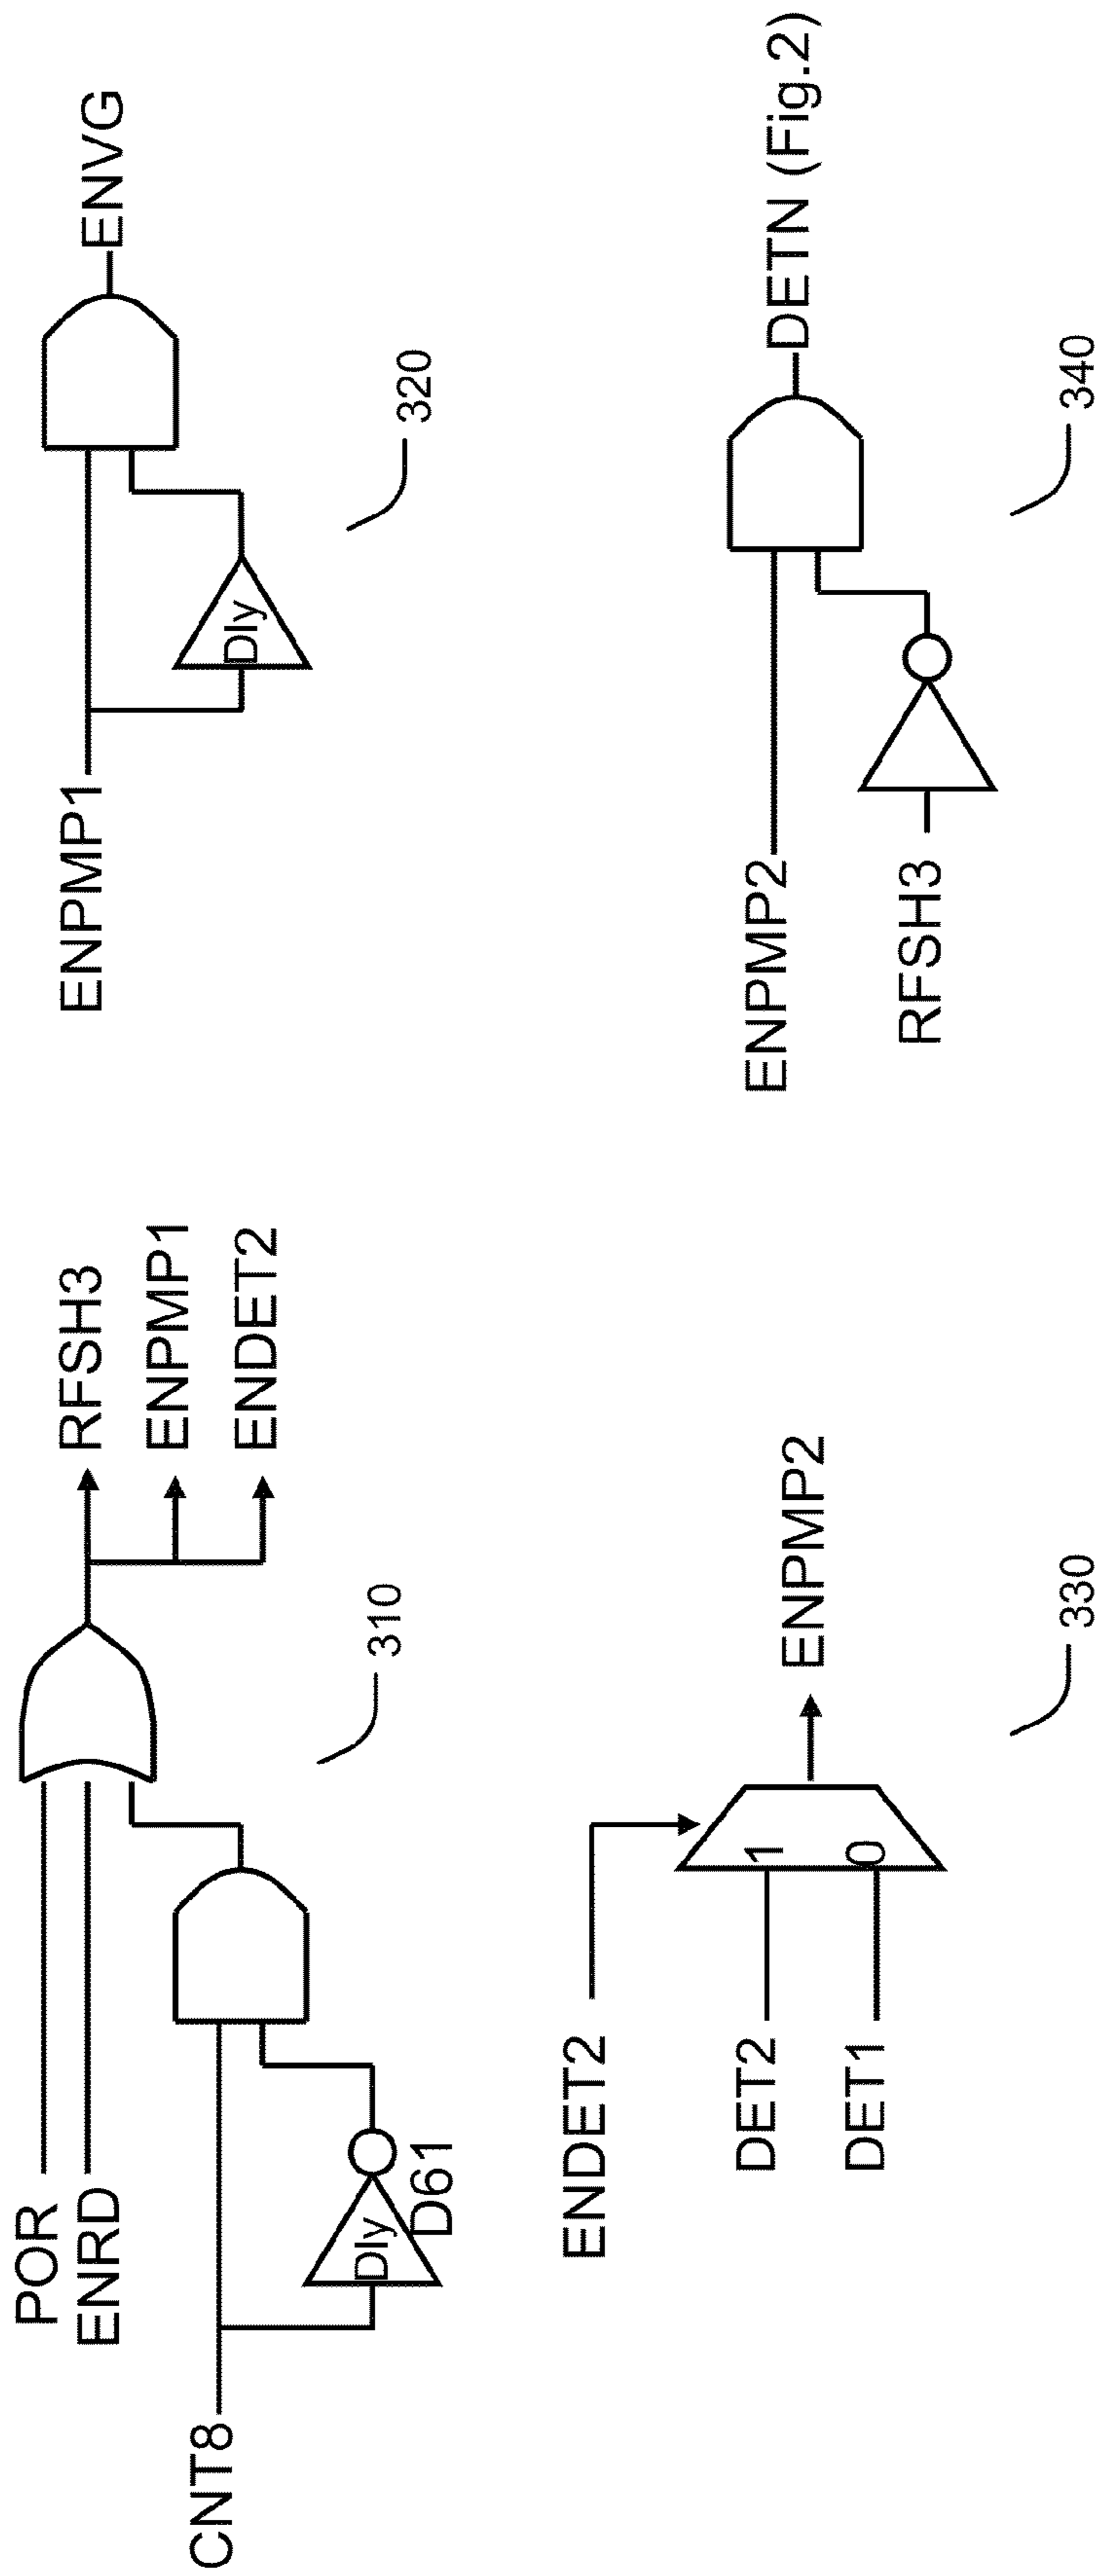 POR
ENRD
CNT8
Dly
D61
RFSH3
ENPMP1
ENDET2
310
ENPMP1
Dly
ENVG
320
ENDET2
DET2
DET1
1
0
ENPMP2
330
ENPMP2
RFSH3
DETN (Fig.2)
340